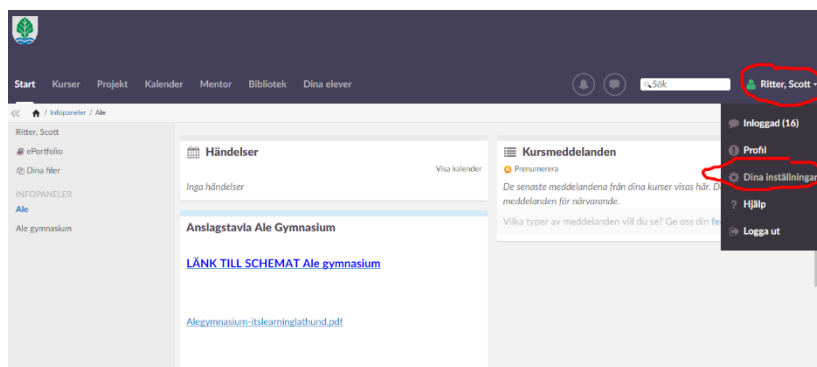 Start Kurser Projekt Kalender Mentor Bibliotek Dina elever Sök Ritter, Scott
/ Infopaneler / Ale
Ritter, Scott
ePortfolio
Dina filer
INFOPANELER
Ale
Ale gymnasium
Händelser
Visa kalender
Inga händelser
Anslagstavla Ale Gymnasium
LÄNK TILL SCHEMAT Ale gymnasium
Alegymnasium-itslearninglathund.pdf
Kursmeddelanden
Prenumerera
De senaste meddelandena från dina kurser visas här. D
meddelanden för närvarande.
Vilka typer av meddelanden vill du se? Ge oss din
Inloggad (16)
Profil
Dina inställningar
Hjälp
Logga ut